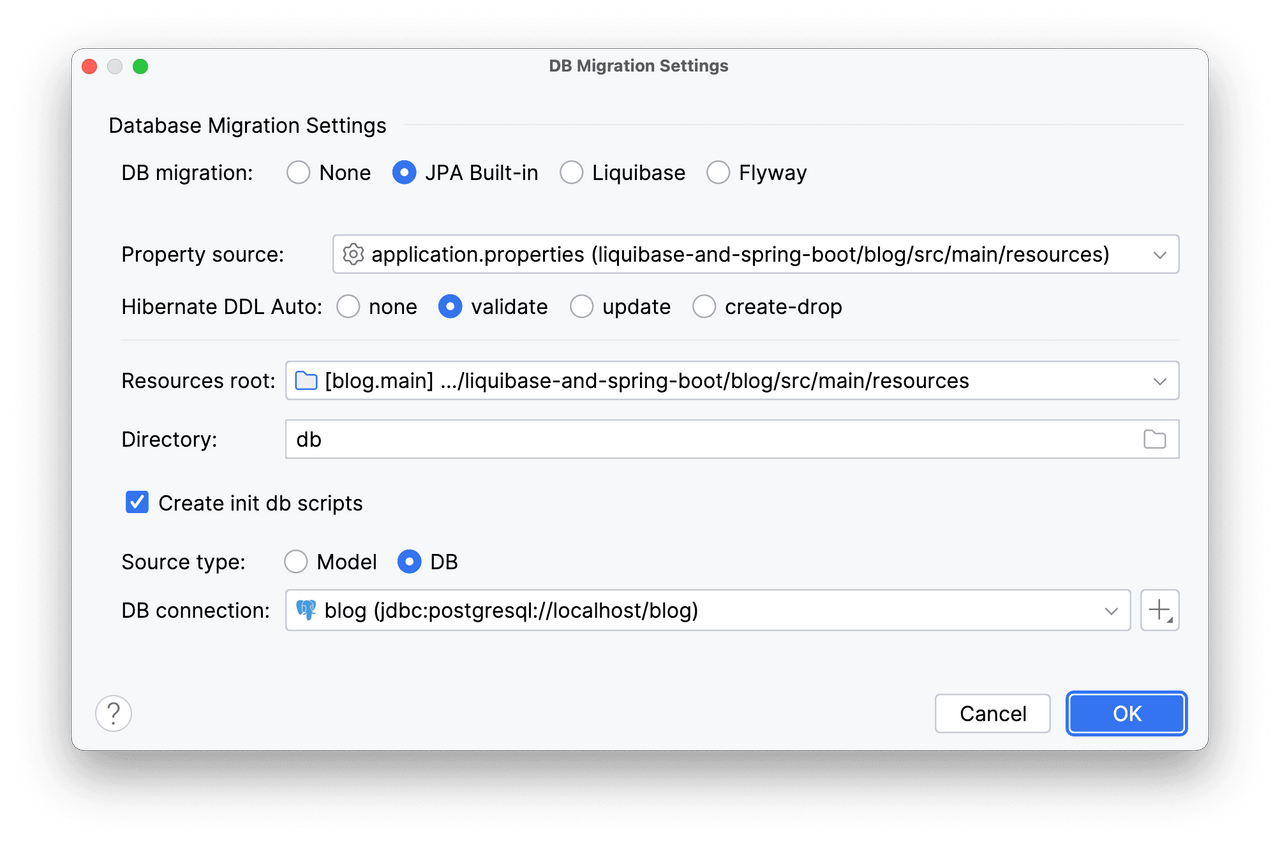 DB Migration Settings
Database Migration Settings
DB migration: None JPA Built-in Liquibase Flyway
Property source: application.properties (liquibase-and-spring-boot/blog/src/main/resources)
Hibernate DDL Auto: none validate update create-drop
Resources root: [blog.main] .../liquibase-and-spring-boot/blog/src/main/resources
Directory: db
Create init db scripts
Source type: Model DB
DB connection: blog (jdbc:postgresql://localhost/blog)
? Cancel OK